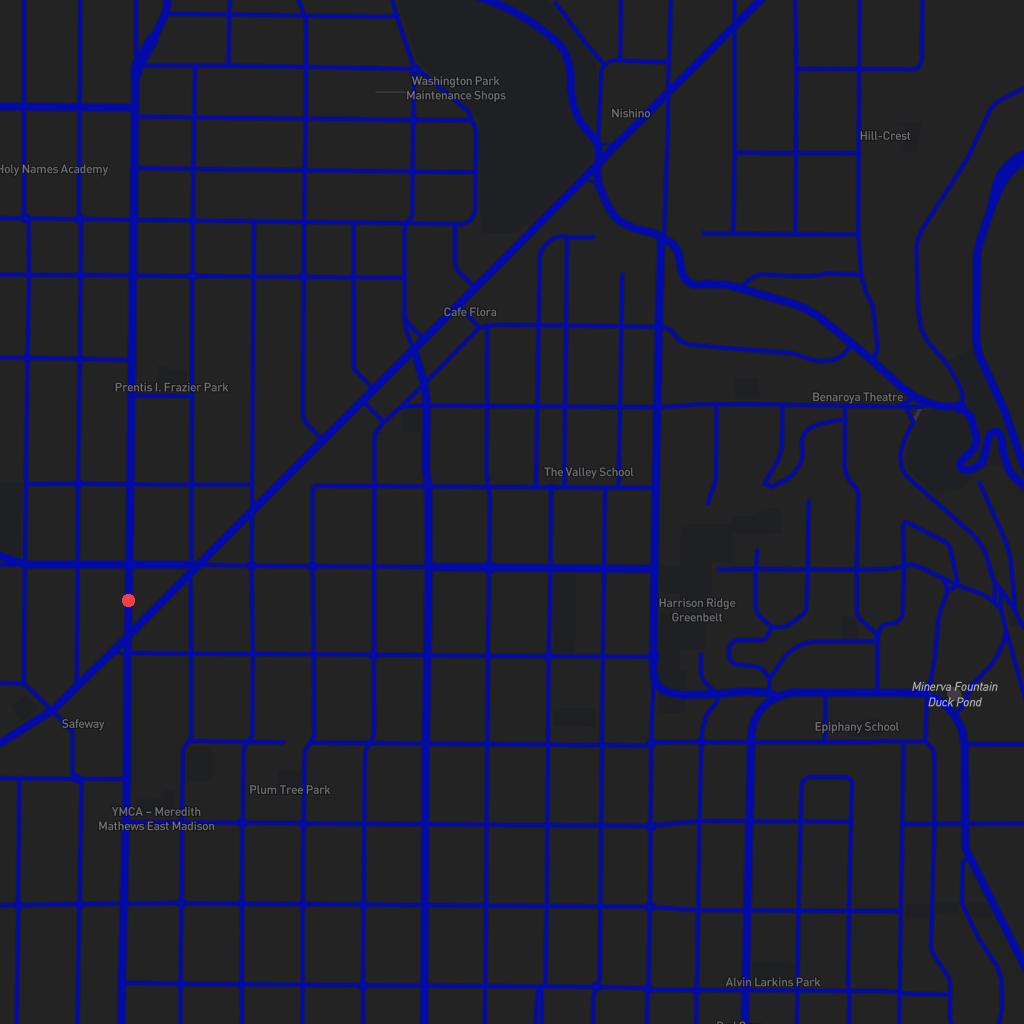 Washington Park
Maintenance Shops
Nishino
Hill-Crest
Holy Names Academy
Cafe Flora
Prentis I. Frazier Park
Benaroya Theatre
The Valley School
Harrison Ridge
Greenbelt
Minerva Fountain
Duck Pond
Safeway
Epiphany School
Plum Tree Park
YMCA – Meredith
Mathews East Madison
Alvin Larkins Park